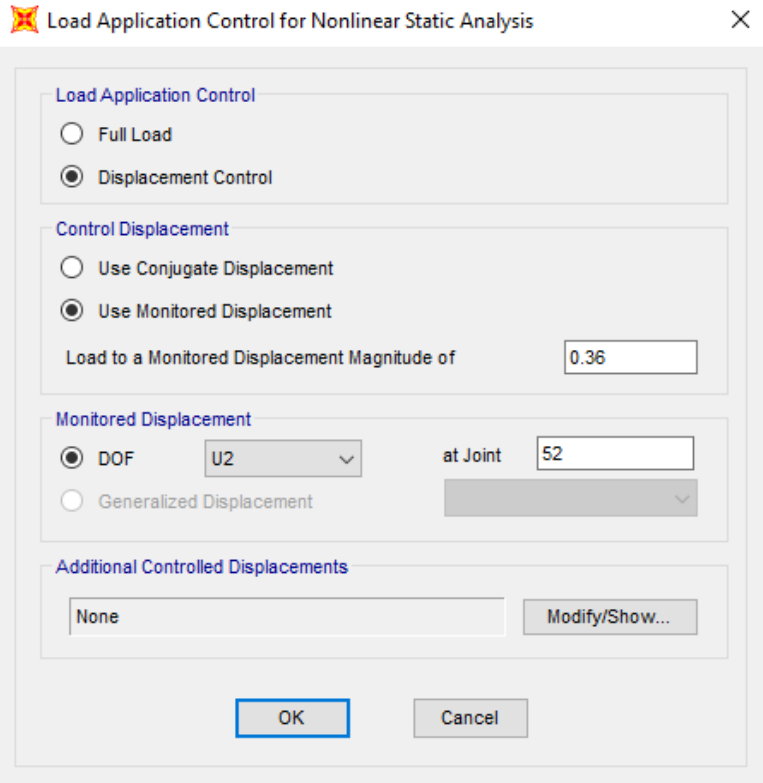 Load Application Control for Nonlinear Static Analysis
Load Application Control
Full Load
Displacement Control
Control Displacement
Use Conjugate Displacement
Use Monitored Displacement
Load to a Monitored Displacement Magnitude of 0.36
Monitored Displacement
DOF U2 at Joint 52
Generalized Displacement
Additional Controlled Displacements
None Modify/Show...
OK Cancel